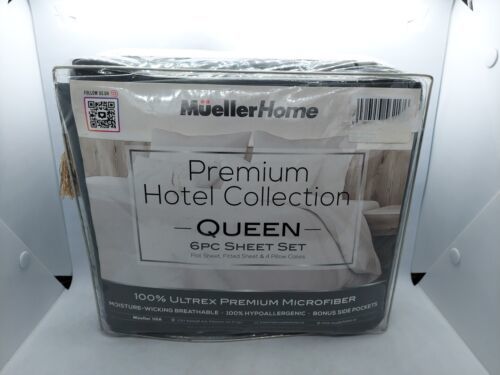 FOLLOW US ON
MüellerHome
Premium
Hotel Collection
QUEEN
6PC SHEET SET
Flat Sheet, Fitted Sheet & 4 Pillow Cases
100% ULTREX PREMIUM MICROFIBER
MOISTURE-WICKING BREATHABLE • 100% HYPOALLERGENIC • BONUS SIDE POCKETS
Müeller USA